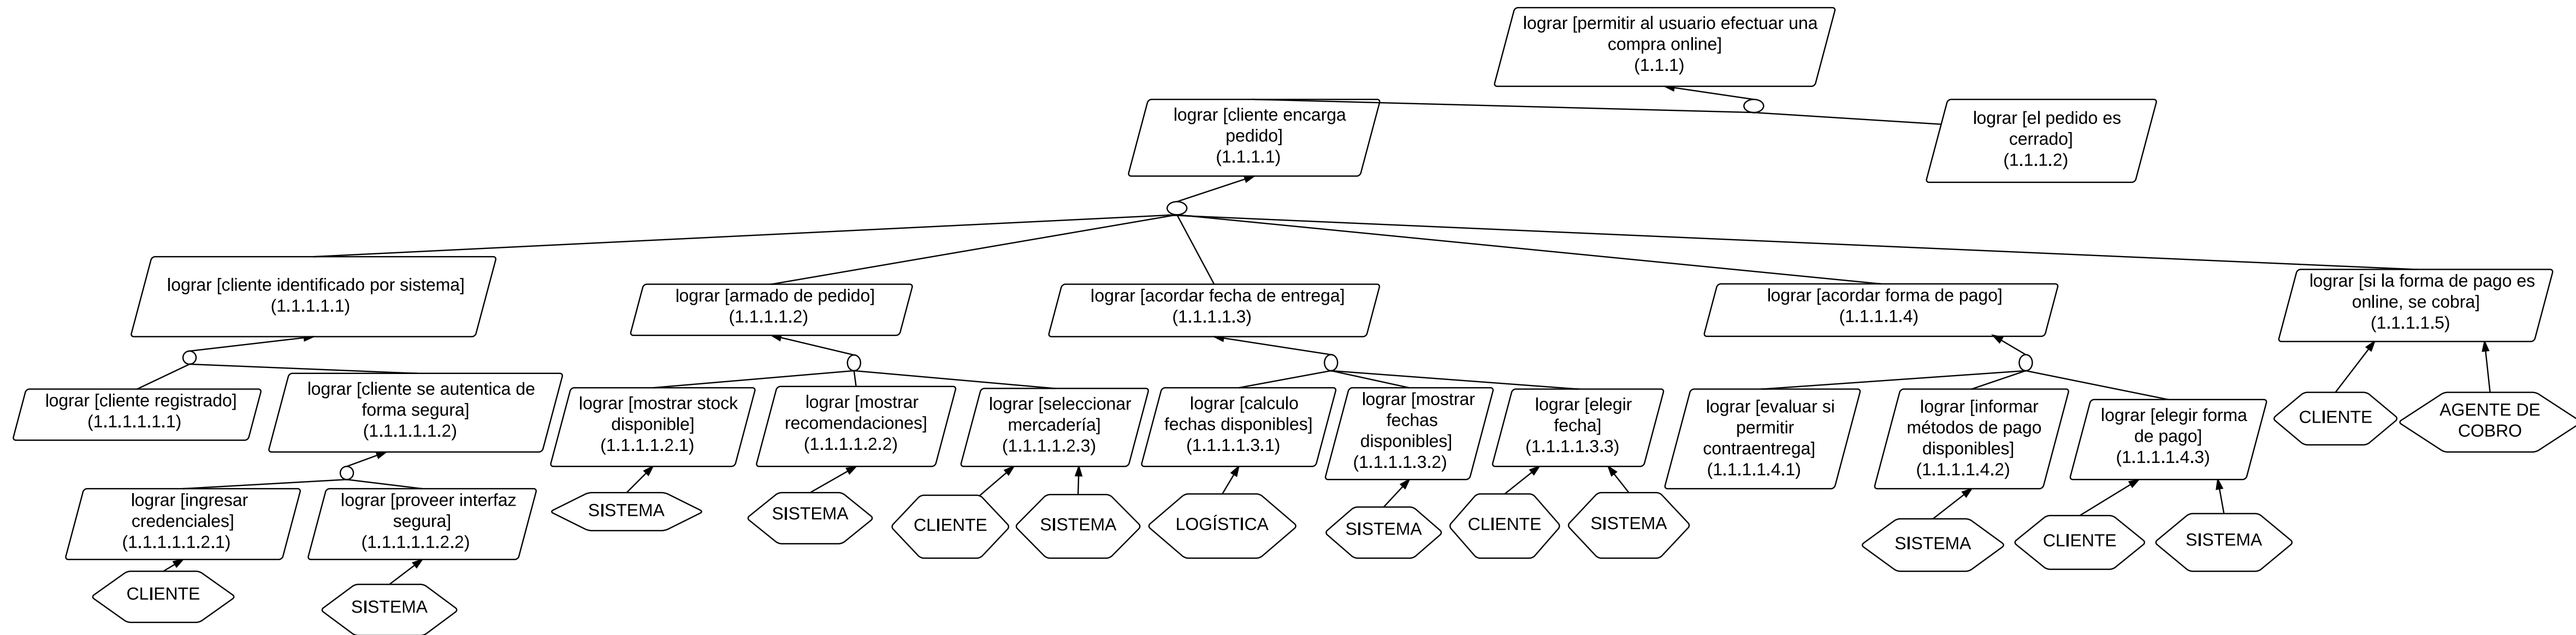 lograr [permitir al usuario efectuar una
compra online]
(1.1.1)
lograr [cliente encarga
pedido]
(1.1.1.1)
lograr [el pedido es
cerrado]
(1.1.1.2)
lograr [cliente identificado por sistema]
(1.1.1.1.1)
lograr [armado de pedido]
(1.1.1.1.2)
lograr [acordar fecha de entrega]
(1.1.1.1.3)
lograr [acordar forma de pago]
(1.1.1.1.4)
lograr [si la forma de pago es
online, se cobra]
(1.1.1.1.5)
lograr [cliente registrado]
(1.1.1.1.1.1)
lograr [cliente se autentica de
forma segura]
(1.1.1.1.1.2)
lograr [mostrar stock
disponible]
(1.1.1.1.2.1)
lograr [mostrar
recomendaciones]
(1.1.1.1.2.2)
lograr [seleccionar
mercadería]
(1.1.1.1.2.3)
lograr [calculo
fechas disponibles]
(1.1.1.1.3.1)
lograr [mostrar
fechas
disponibles]
(1.1.1.1.3.2)
lograr [elegir
fecha]
(1.1.1.1.3.3)
lograr [evaluar si
permitir
contraentrega]
(1.1.1.1.4.1)
lograr [informar
métodos de pago
disponibles]
(1.1.1.1.4.2)
lograr [elegir forma
de pago]
(1.1.1.1.4.3)
CLIENTE
AGENTE DE
COBRO
lograr [ingresar
credenciales]
(1.1.1.1.1.2.1)
lograr [proveer interfaz
segura]
(1.1.1.1.1.2.2)
SISTEMA
SISTEMA
CLIENTE
SISTEMA
LOGÍSTICA
SISTEMA
CLIENTE
SISTEMA
SISTEMA
CLIENTE
SISTEMA
CLIENTE
SISTEMA